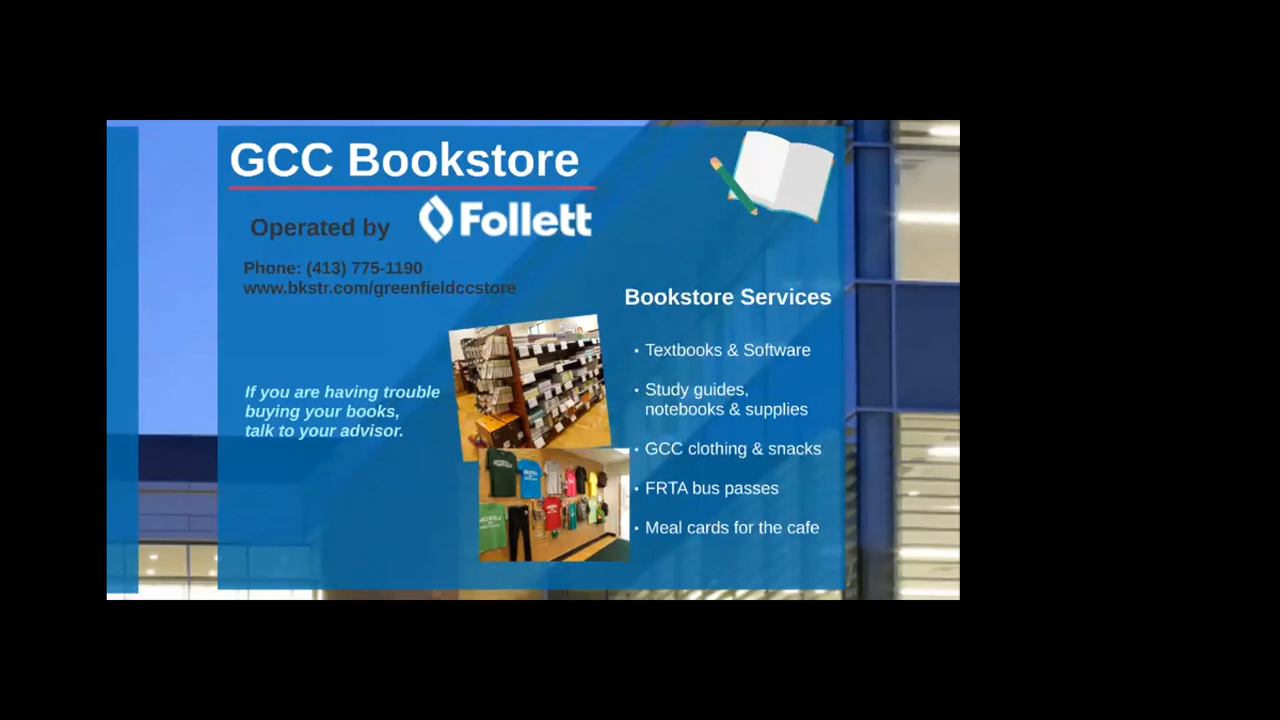 GCC Bookstore
Operated by Follett
Phone: (413) 775-1190
www.bkstr.com/greenfieldccstore
If you are having trouble
buying your books,
talk to your advisor.
Bookstore Services
• Textbooks & Software
• Study guides,
notebooks & supplies
• GCC clothing & snacks
• FRTA bus passes
• Meal cards for the cafe